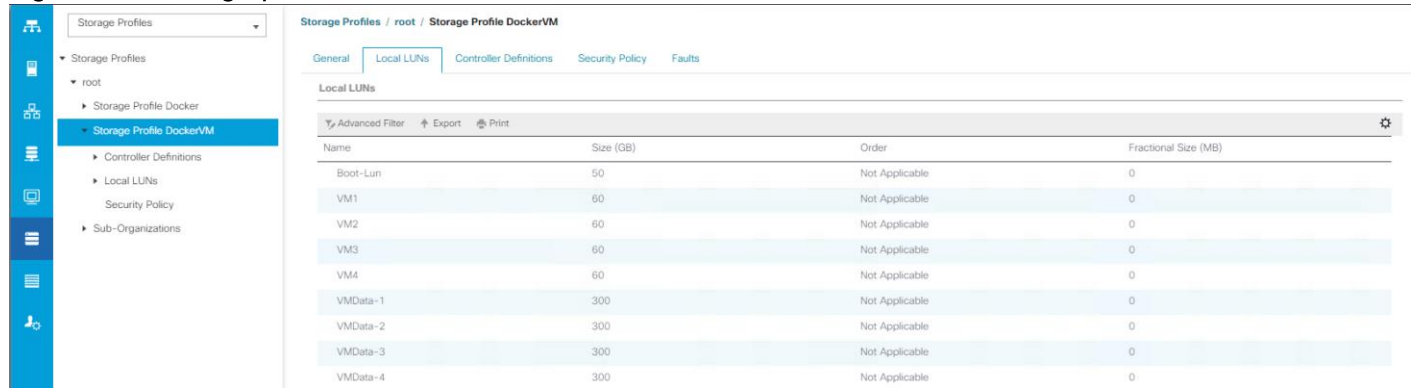 Storage Profiles
Storage Profiles
root
Storage Profile Docker
Storage Profile DockerVM
Controller Definitions
Local LUNs
Security Policy
Sub-Organizations
Storage Profiles / root / Storage Profile DockerVM
General Local LUNs Controller Definitions Security Policy Faults
Local LUNs
Advanced Filter Export Print
Name Size (GB) Order Fractional Size (MB)
Boot-Lun 50 Not Applicable 0
VM1 60 Not Applicable 0
VM2 60 Not Applicable 0
VM3 60 Not Applicable 0
VM4 60 Not Applicable 0
VMData-1 300 Not Applicable 0
VMData-2 300 Not Applicable 0
VMData-3 300 Not Applicable 0
VMData-4 300 Not Applicable 0